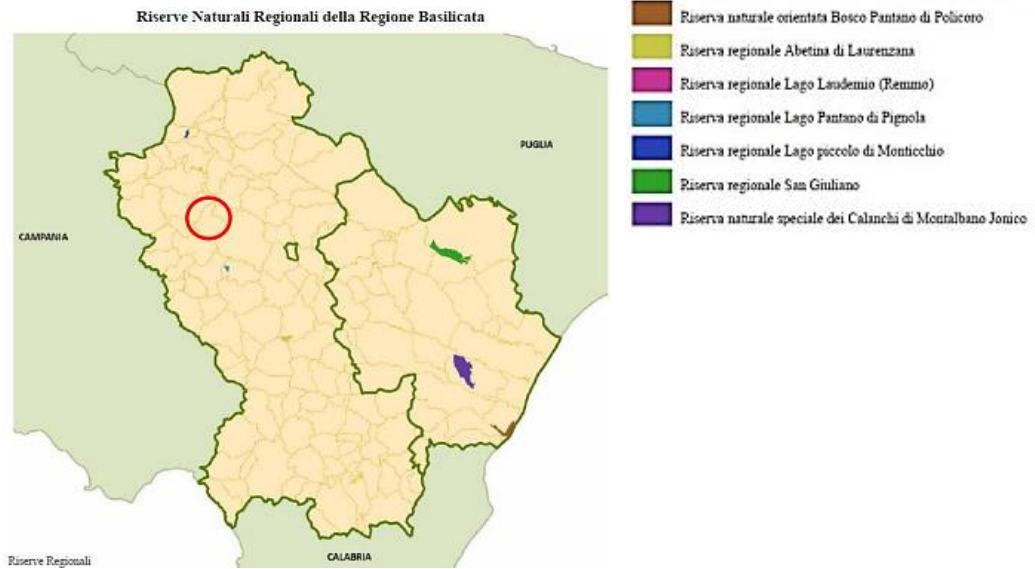 Riserve Naturali Regionali della Regione Basilicata
Riserva naturale orientata Bosco Pantano di Policoro
Riserva regionale Abetina di Laurenzana
Riserva regionale Lago Laudemio (Remmo)
Riserva regionale Lago Pantano di Pignola
Riserva regionale Lago piccolo di Monticchio
Riserva regionale San Giuliano
Riserva naturale speciale dei Calanchi di Montalbano Jonico
PUGLIA
CAMPANIA
CALABRIA
Riserve Regionali